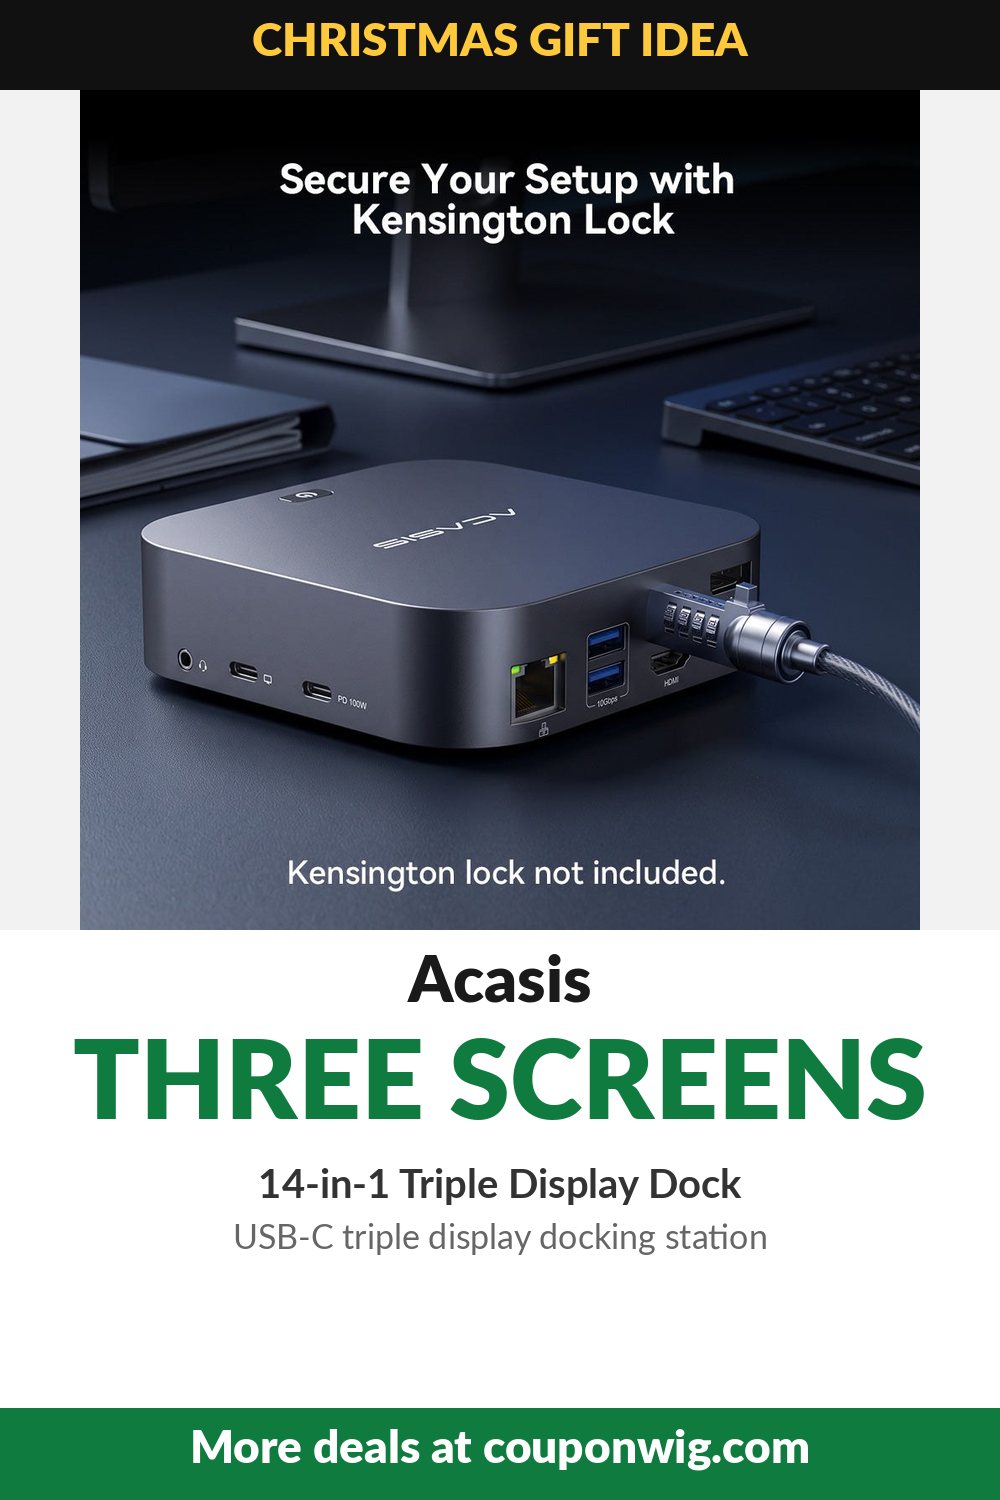 CHRISTMAS GIFT IDEA
Secure Your Setup with
Kensington Lock
ACASIS
PD 100W
10Gbps
HDMI
Kensington lock not included.
Acasis
THREE SCREENS
14-in-1 Triple Display Dock
USB-C triple display docking station
More deals at couponwig.com